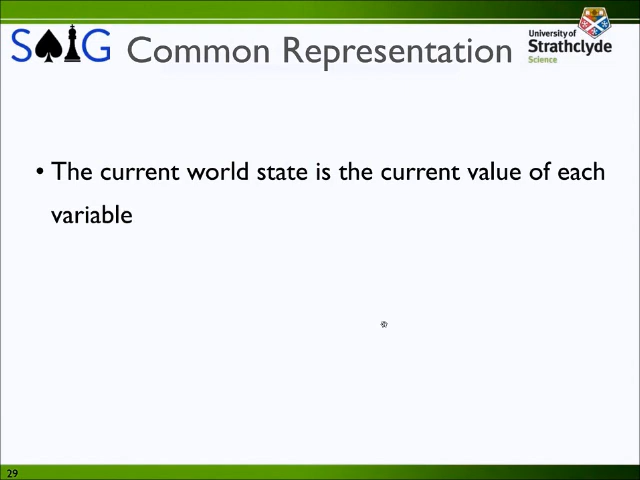 S G Common Representation
University of
Strathclyde
Science
• The current world state is the current value of each
variable
29